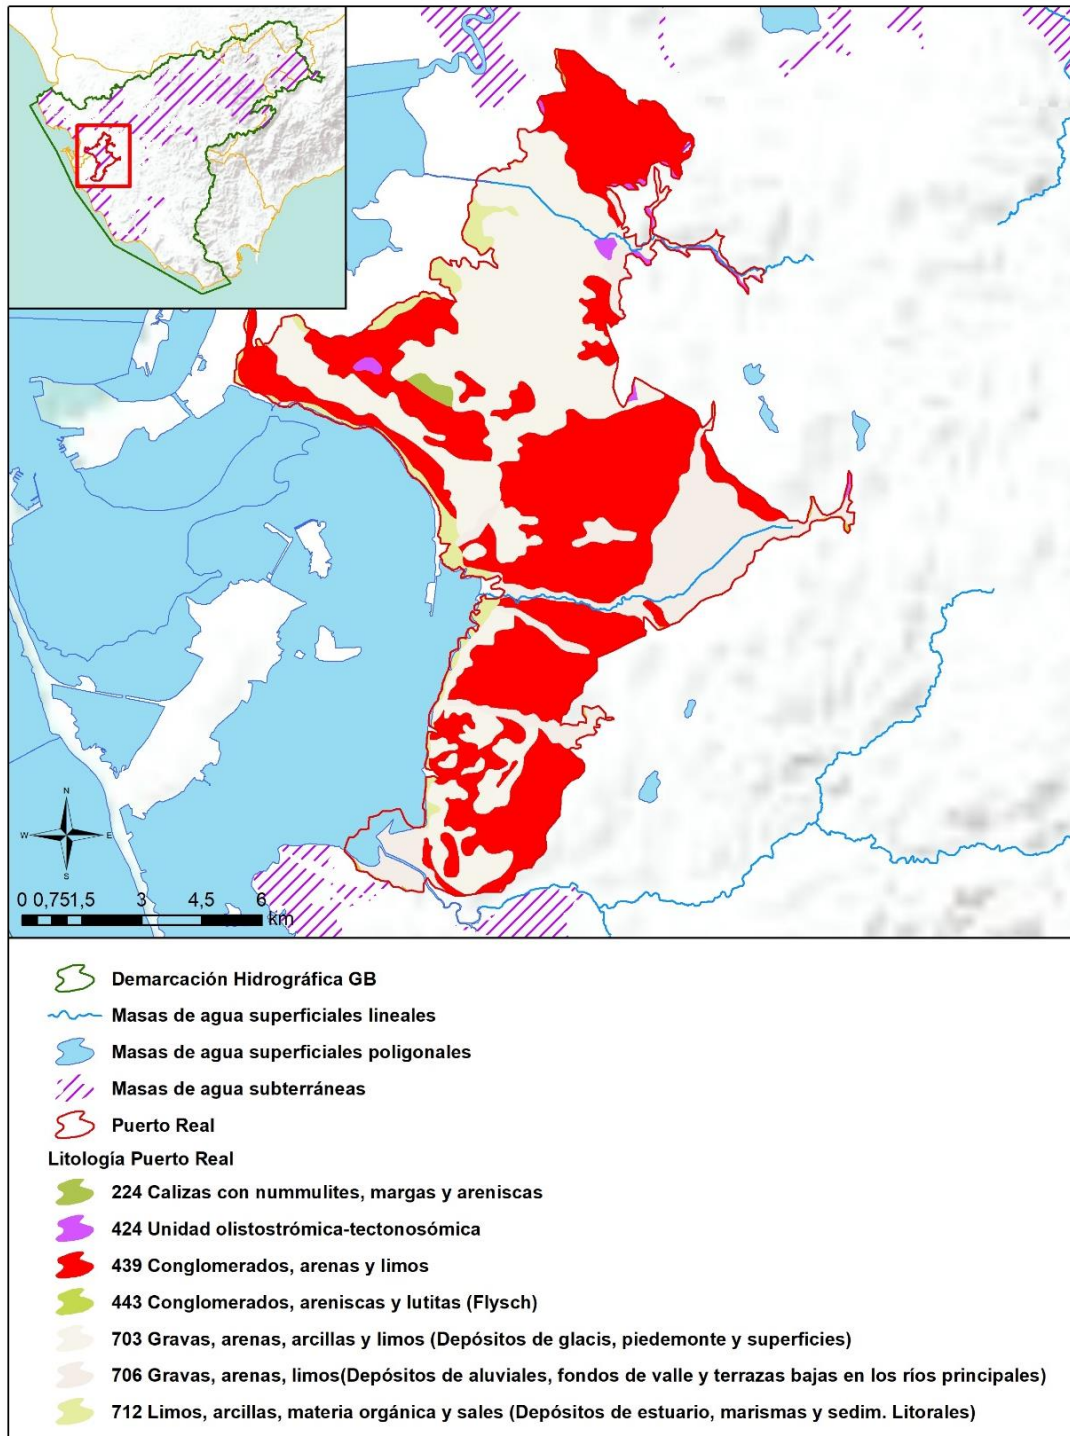 N
W E
S
0 0,751,5 3 4,5 6
km
Demarcación Hidrográfica GB
Masas de agua superficiales lineales
Masas de agua superficiales poligonales
Masas de agua subterráneas
Puerto Real
Litología Puerto Real
224 Calizas con nummulites, margas y areniscas
424 Unidad olistostrómica-tectonosómica
439 Conglomerados, arenas y limos
443 Conglomerados, areniscas y lutitas (Flysch)
703 Gravas, arenas, arcillas y limos (Depósitos de glacis, piedemonte y superficies)
706 Gravas, arenas, limos(Depósitos de aluviales, fondos de valle y terrazas bajas en los ríos principales)
712 Limos, arcillas, materia orgánica y sales (Depósitos de estuario, marismas y sedim. Litorales)